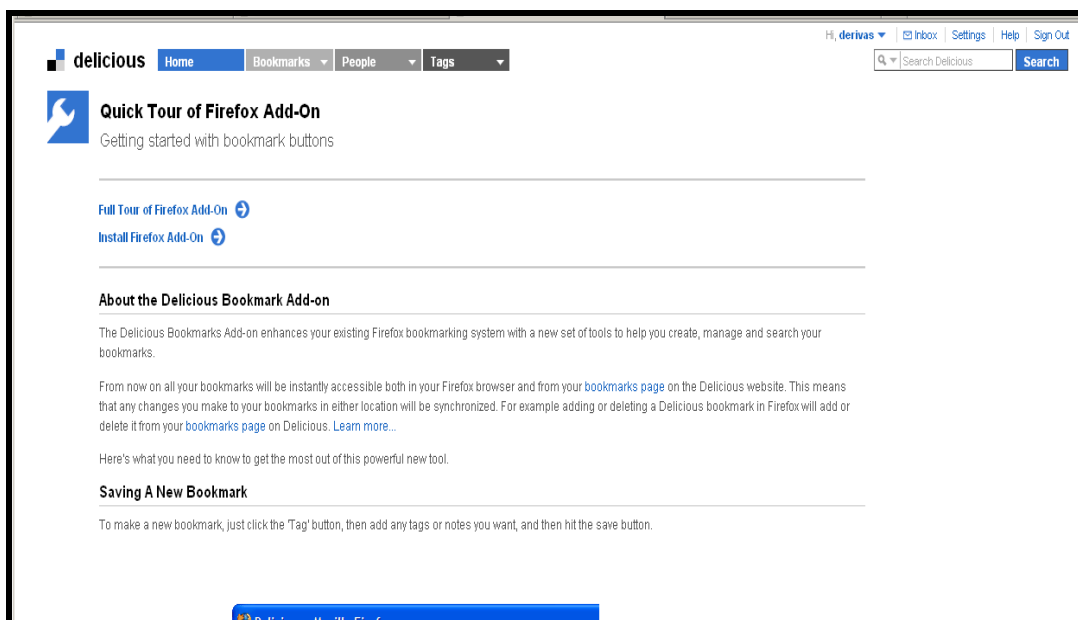 Hi, derivas Inbox Settings Help Sign Out
delicious Home Bookmarks People Tags Search Delicious Search
Quick Tour of Firefox Add-On
Getting started with bookmark buttons
Full Tour of Firefox Add-On
Install Firefox Add-On
About the Delicious Bookmark Add-on
The Delicious Bookmarks Add-on enhances your existing Firefox bookmarking system with a new set of tools to help you create, manage and search your
bookmarks.
From now on all your bookmarks will be instantly accessible both in your Firefox browser and from your bookmarks page on the Delicious website. This means
that any changes you make to your bookmarks in either location will be synchronized. For example adding or deleting a Delicious bookmark in Firefox will add or
delete it from your bookmarks page on Delicious. Learn more...
Here's what you need to know to get the most out of this powerful new tool.
Saving A New Bookmark
To make a new bookmark, just click the 'Tag' button, then add any tags or notes you want, and then hit the save button.